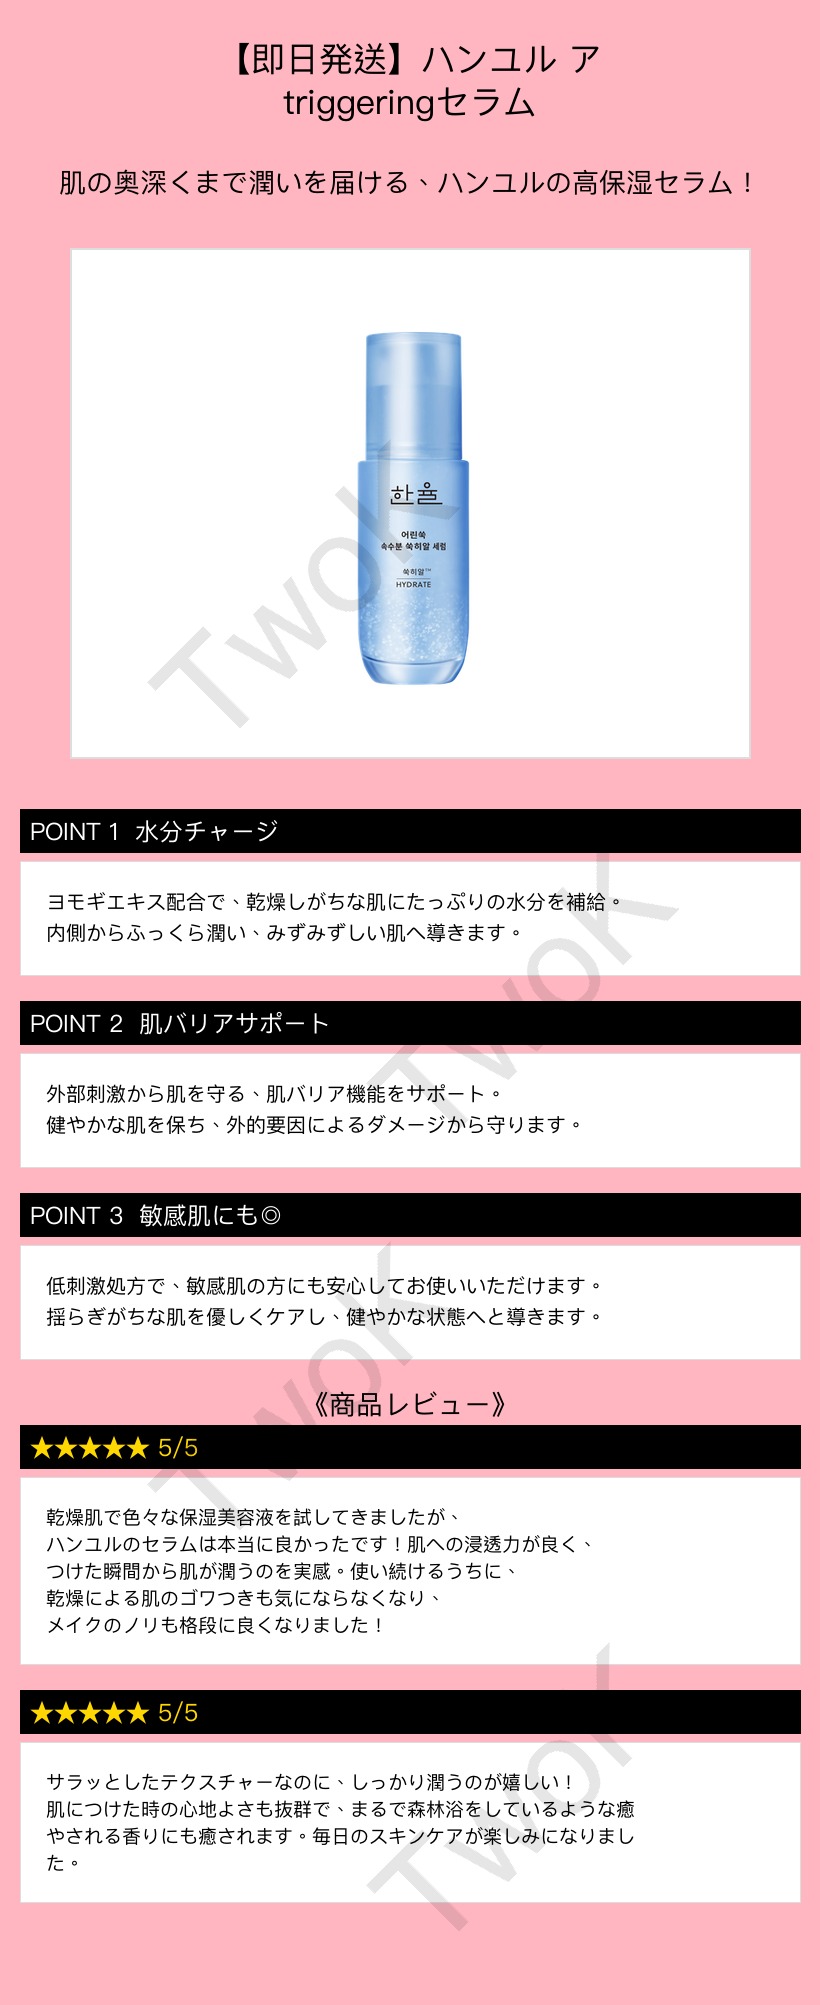 【即日発送】ハンユル ア
triggeringセラム
肌の奥深くまで潤いを届ける、ハンユルの高保湿セラム！
한율
어린쑥
속수분 쑥히알 세럼
쑥히알™
HYDRATE
TwoK
POINT 1 水分チャージ
ヨモギエキス配合で、乾燥しがちな肌にたっぷりの水分を補給。
内側からふっくら潤い、みずみずしい肌へ導きます。
TwoK
POINT 2 肌バリアサポート
外部刺激から肌を守る、肌バリア機能をサポート。
健やかな肌を保ち、外的要因によるダメージから守ります。
POINT 3 敏感肌にも◎
低刺激処方で、敏感肌の方にも安心してお使いいただけます。
揺らぎがちな肌を優しくケアし、健やかな状態へと導きます。
TwoK
《商品レビュー》
★★★★★ 5/5
乾燥肌で色々な保湿美容液を試してきましたが、
ハンユルのセラムは本当に良かったです！肌への浸透力が良く、
つけた瞬間から肌が潤うのを実感。使い続けるうちに、
乾燥による肌のゴワつきも気にならなくなり、
メイクのノリも格段に良くなりました！
★★★★★ 5/5
サラッとしたテクスチャーなのに、しっかり潤うのが嬉しい！
肌につけた時の心地よさも抜群で、まるで森林浴をしているような癒
やされる香りにも癒されます。毎日のスキンケアが楽しみになりまし
た。
TwoK